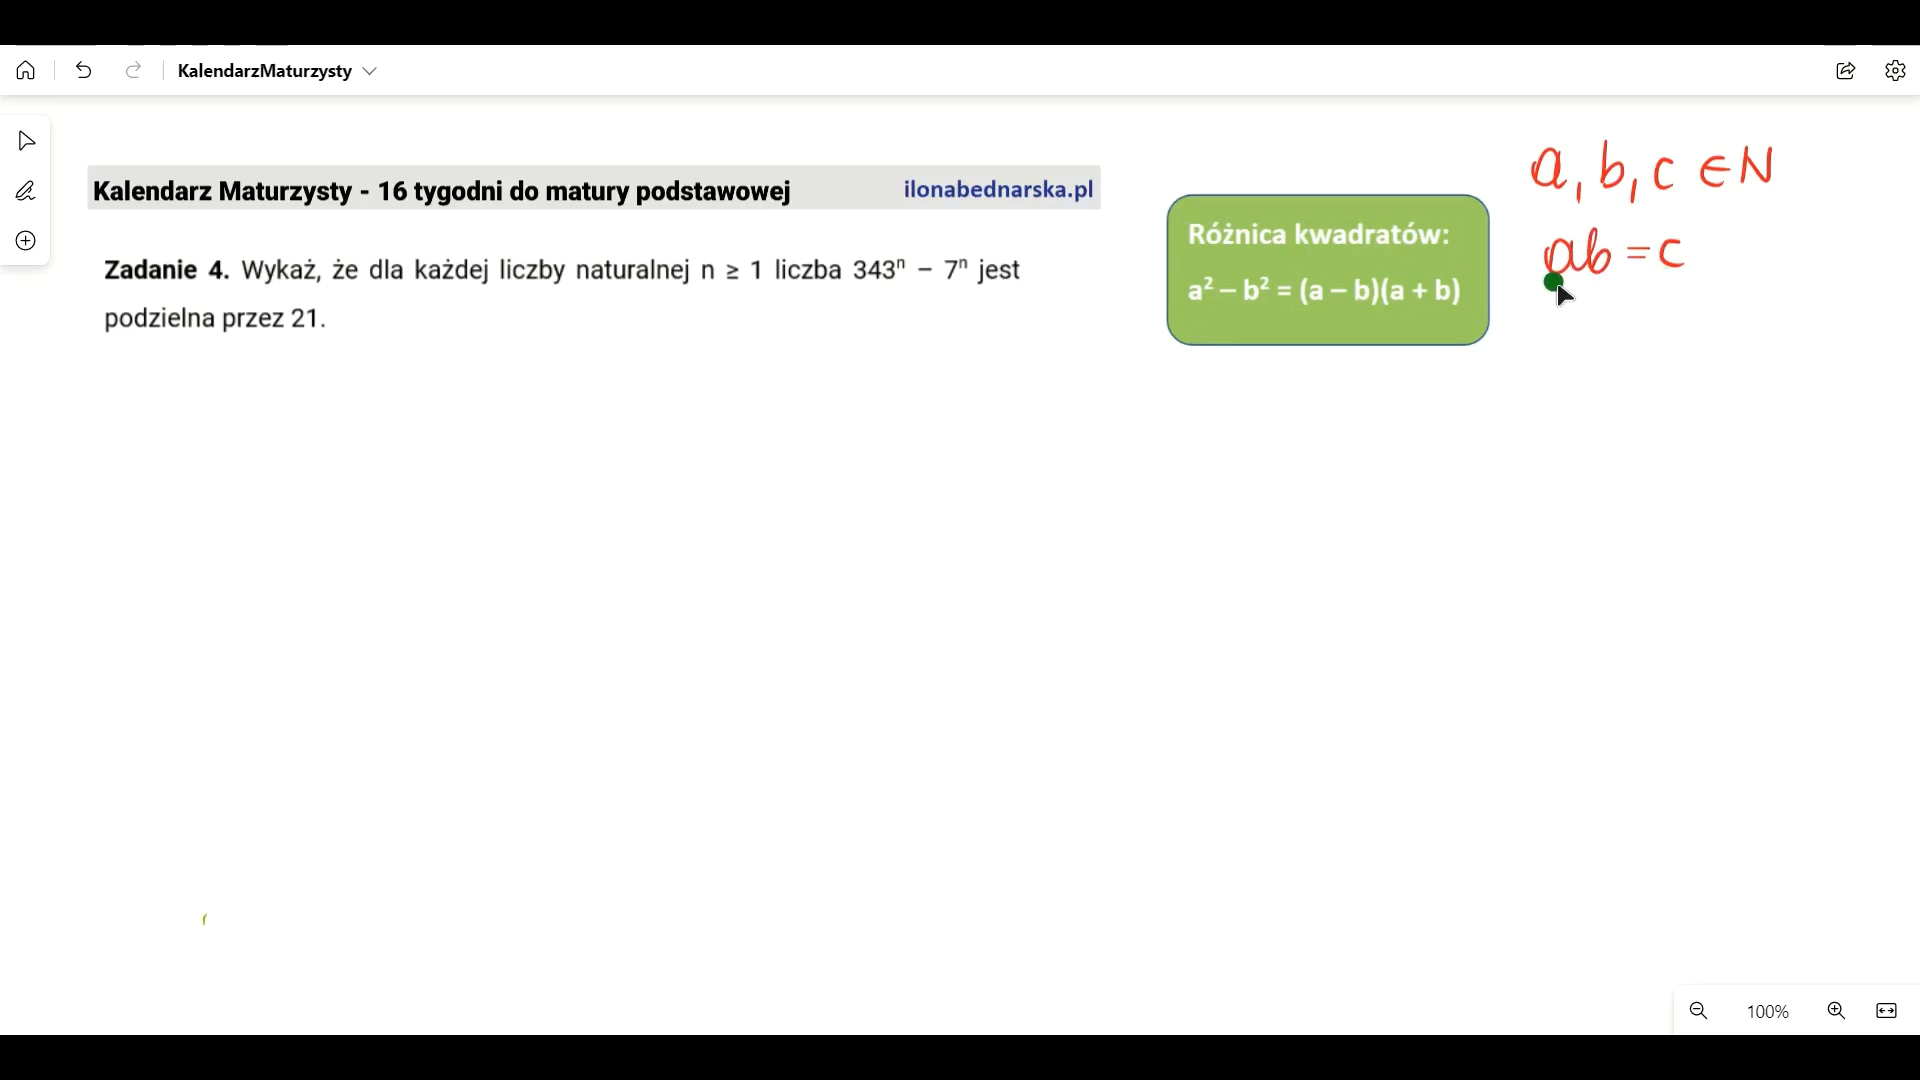 KalendarzMaturzysty
Kalendarz Maturzysty - 16 tygodni do matury podstawowej ilonabednarska.pl
Zadanie 4. Wykaż, że dla każdej liczby naturalnej n ≥ 1 liczba 343ⁿ – 7ⁿ jest
podzielna przez 21.
Różnica kwadratów:
a² – b² = (a – b)(a + b)
a, b, c ∈ N
ab = c
100%